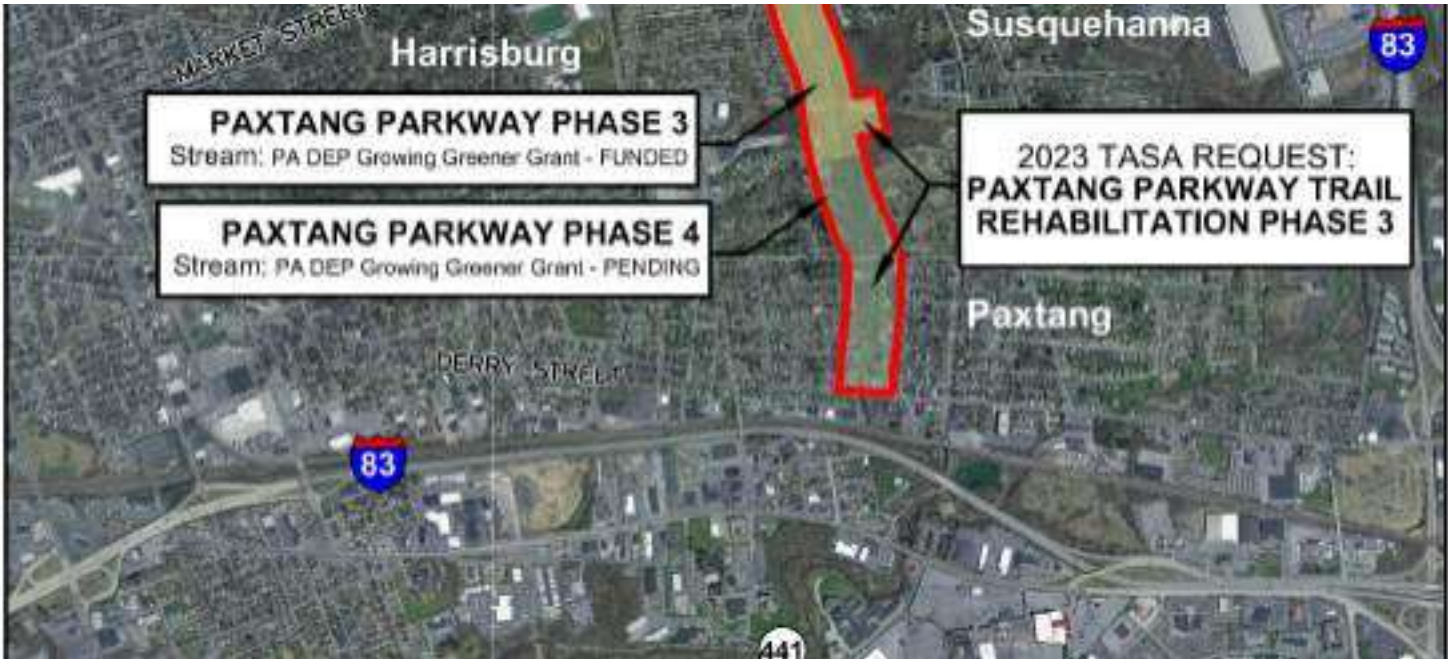 MARKET STREET
Harrisburg
Susquehanna
83
PAXTANG PARKWAY PHASE 3
Stream: PA DEP Growing Greener Grant - FUNDED
2023 TASA REQUEST:
PAXTANG PARKWAY TRAIL
REHABILITATION PHASE 3
PAXTANG PARKWAY PHASE 4
Stream: PA DEP Growing Greener Grant - PENDING
Paxtang
DERRY STREET
83
441